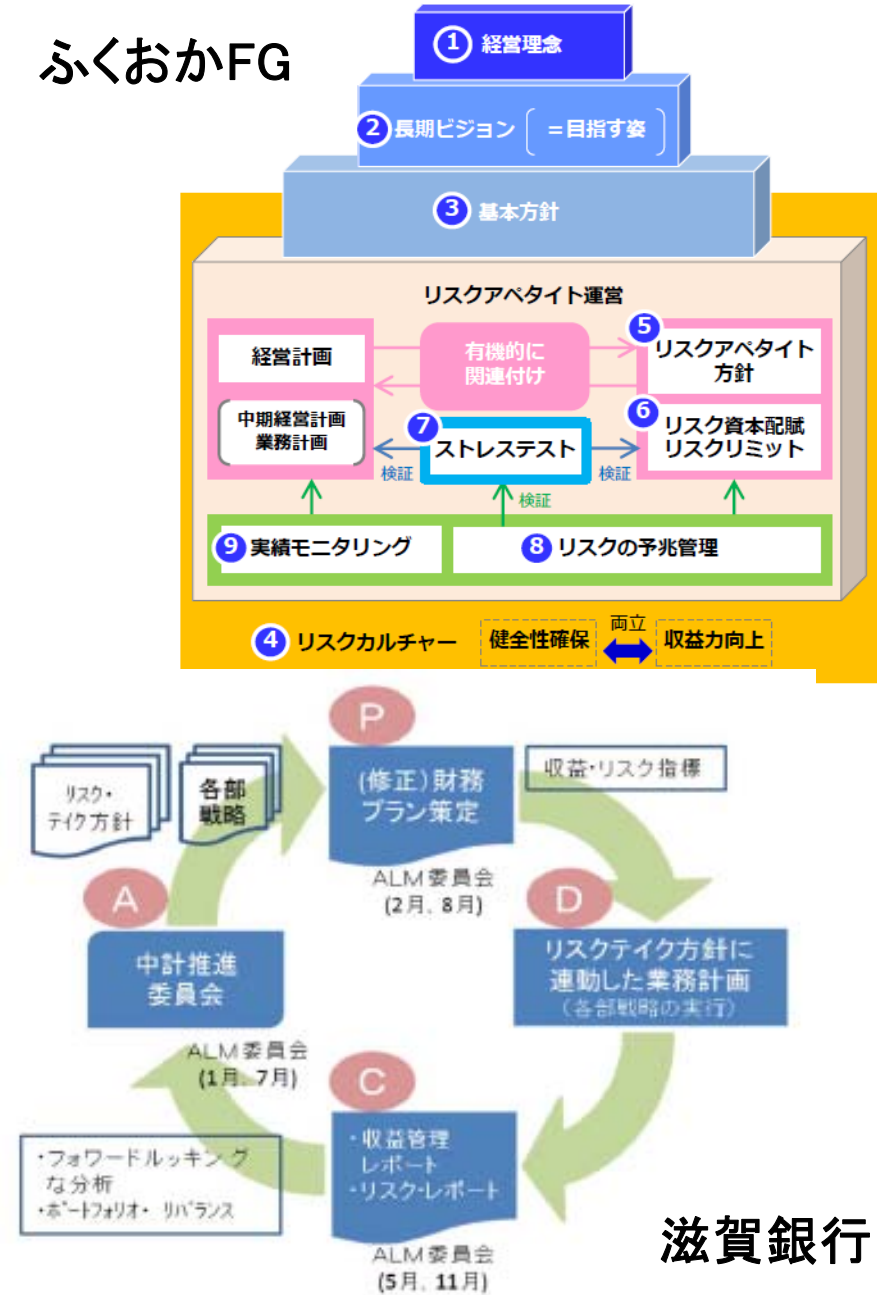 ふくおかFG
① 経営理念
② 長期ビジョン ［ ＝目指す姿 ］
③ 基本方針
リスクアペタイト運営
経営計画
中期経営計画
業務計画
有機的に
関連付け
⑤ リスクアペタイト
方針
⑥ リスク資本配賦
リスクリミット
⑦ ストレステスト
検証
検証
検証
⑨ 実績モニタリング
⑧ リスクの予兆管理
④ リスクカルチャー
健全性確保
両立
収益力向上
P
(修正)財務
プラン策定
収益・リスク指標
リスク・
テイク方針
各部
戦略
ALM委員会
(2月、8月)
A
中計推進
委員会
D
リスクテイク方針に
連動した業務計画
(各部戦略の実行)
ALM委員会
(1月、7月)
C
・収益管理
レポート
・リスク・レポート
・フォワードルッキング
な分析
・ポートフォリオ・リバランス
ALM委員会
(5月、11月)
滋賀銀行